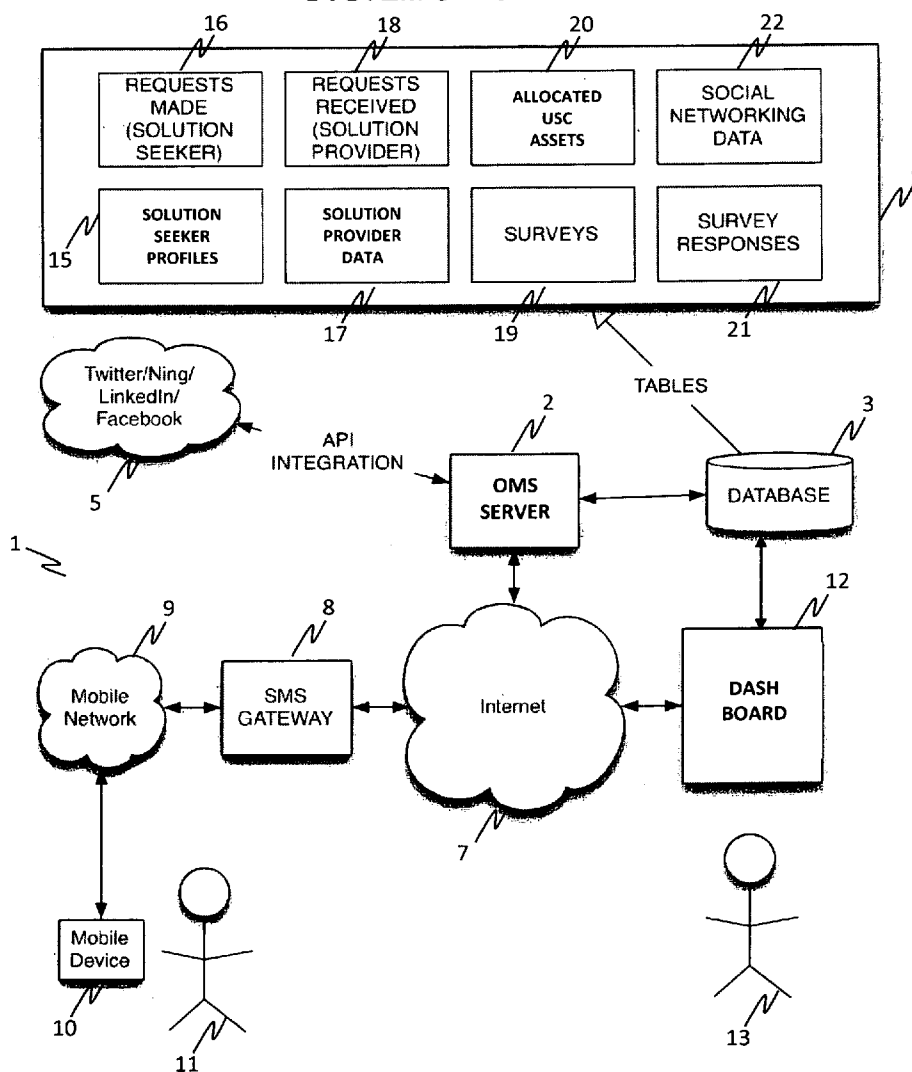 16
18
20
22
REQUESTS
MADE
(SOLUTION
SEEKER)
REQUESTS
RECEIVED
(SOLUTION
PROVIDER)
ALLOCATED
USC
ASSETS
SOCIAL
NETWORKING
DATA
15
SOLUTION
SEEKER
PROFILES
SOLUTION
PROVIDER
DATA
SURVEYS
SURVEY
RESPONSES
17
19
21
Twitter/Ning/
LinkedIn/
Facebook
5
API
INTEGRATION
TABLES
2
OMS
SERVER
3
DATABASE
1
9
Mobile
Network
8
SMS
GATEWAY
Internet
7
12
DASH
BOARD
Mobile
Device
10
11
13